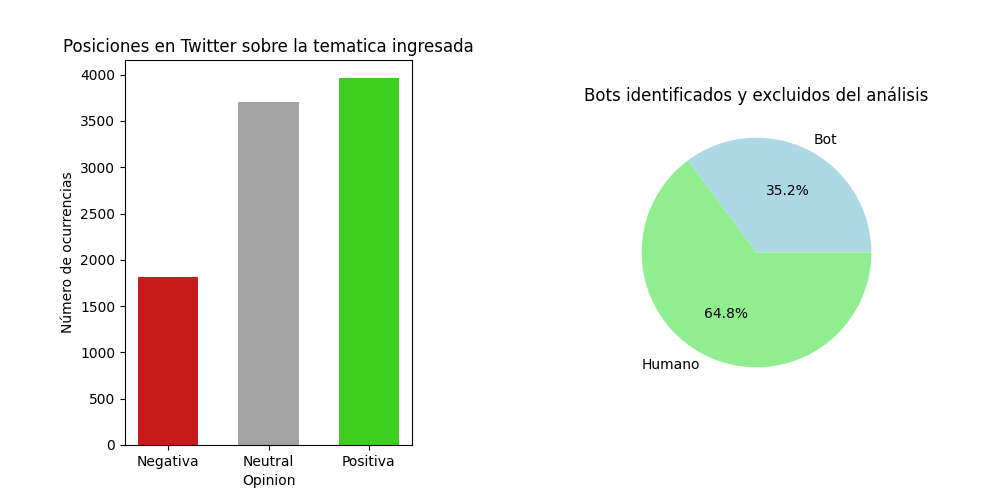 Posiciones en Twitter sobre la tematica ingresada
Número de ocurrencias
4000
3500
3000
2500
2000
1500
1000
500
0
Negativa
Neutral
Positiva
Opinion
Bots identificados y excluidos del análisis
Bot
35.2%
64.8%
Humano